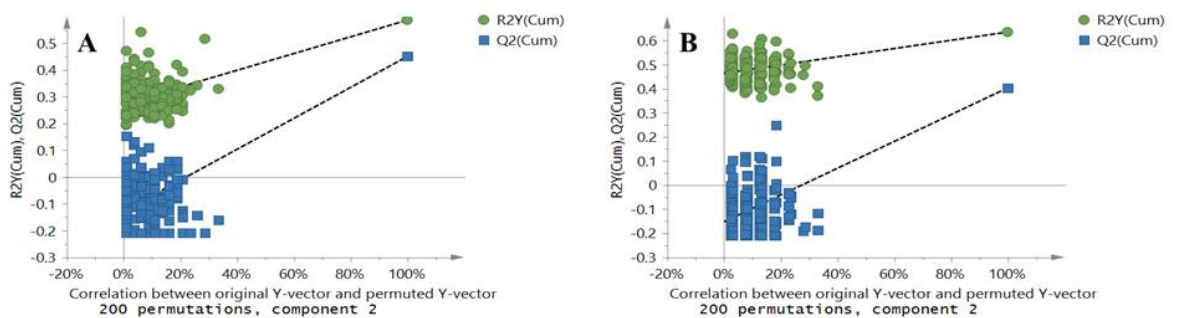 A
R2Y(Cum)
Q2(Cum)
R2Y(Cum), Q2(Cum)
0.5
0.4
0.3
0.2
0.1
0
-0.1
-0.2
-0.3
-20% 0% 20% 40% 60% 80% 100%
Correlation between original Y-vector and permuted Y-vector
200 permutations, component 2
B
R2Y(Cum)
Q2(Cum)
R2Y(Cum), Q2(Cum)
0.6
0.5
0.4
0.3
0.2
0.1
0
-0.1
-0.2
-0.3
-20% 0% 20% 40% 60% 80% 100%
Correlation between original Y-vector and permuted Y-vector
200 permutations, component 2